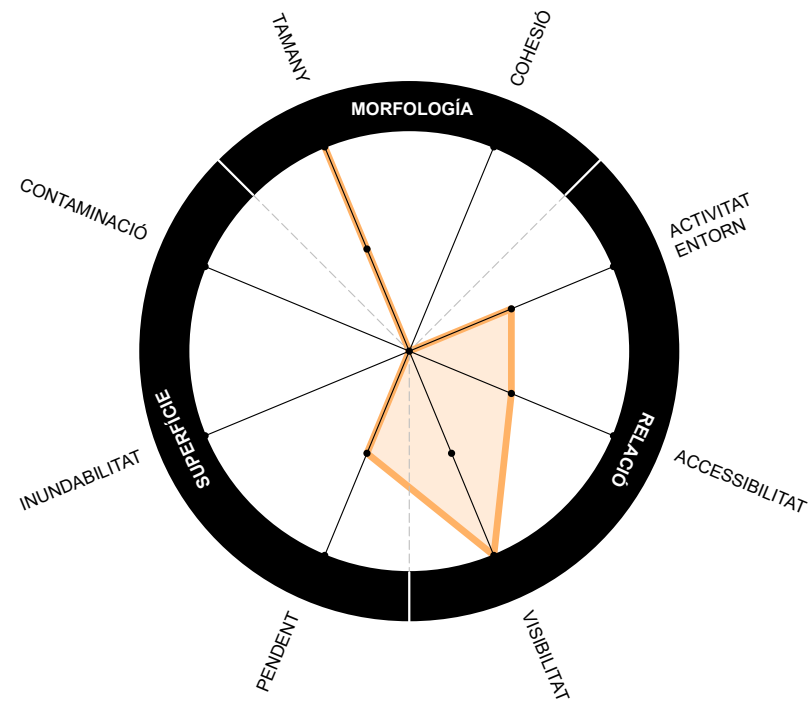 TAMANY
COHESIÓ
MORFOLOGÍA
CONTAMINACIÓ
ACTIVITAT
ENTORN
SUPERFÍCIE
RELACIÓ
INUNDABILITAT
ACCESSIBILITAT
PENDENT
VISIBILITAT